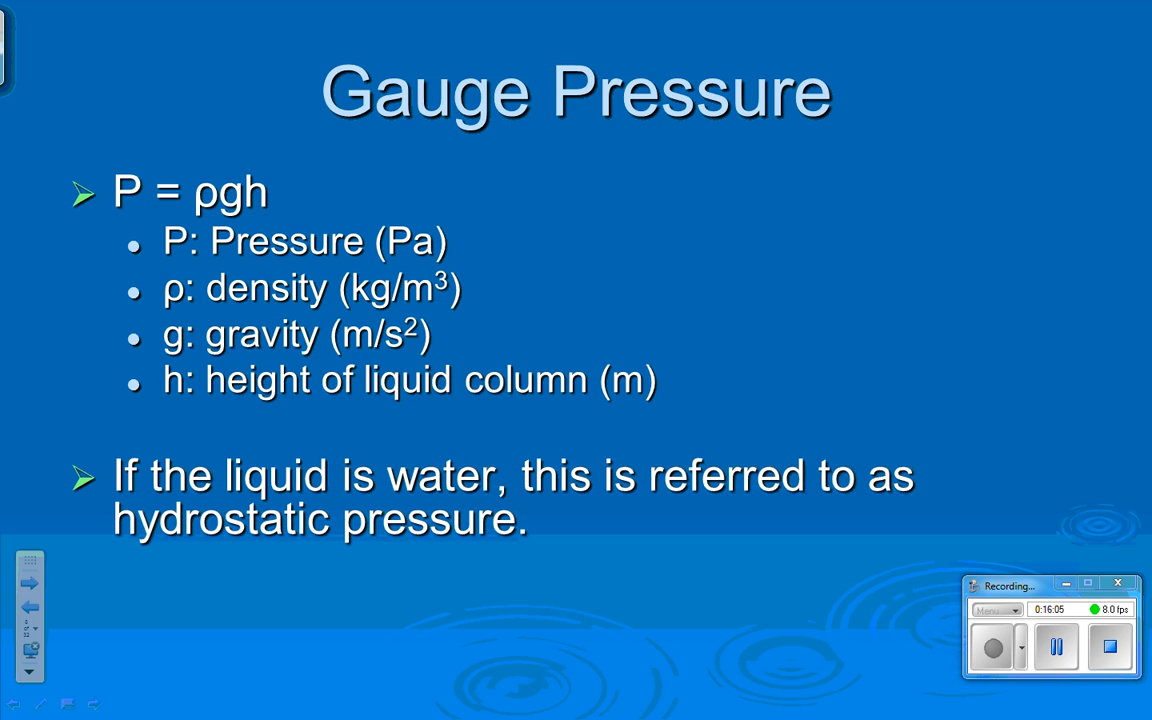 Gauge Pressure
P = ρgh
P: Pressure (Pa)
ρ: density (kg/m³)
g: gravity (m/s²)
h: height of liquid column (m)
If the liquid is water, this is referred to as
hydrostatic pressure.
Recording...
Menu
0:16:05
8.0 fps